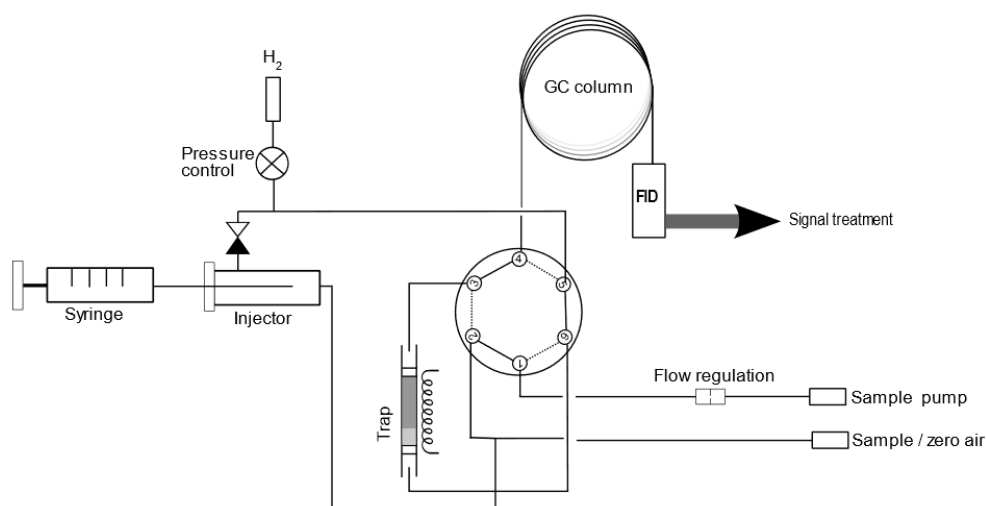 H2
Pressure
control
GC column
FID
Signal treatment
Syringe
Injector
4
3
5
2
6
1
Trap
Flow regulation
Sample pump
Sample / zero air